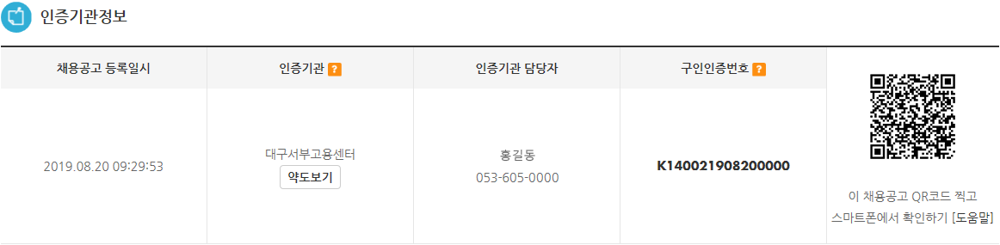 인증기관정보
채용공고 등록일시
인증기관 ?
인증기관 담당자
구인인증번호 ?
2019.08.20 09:29:53
대구서부고용센터
약도보기
홍길동
053-605-0000
K140021908200000
이 채용공고 QR코드 찍고
스마트폰에서 확인하기 [도움말]